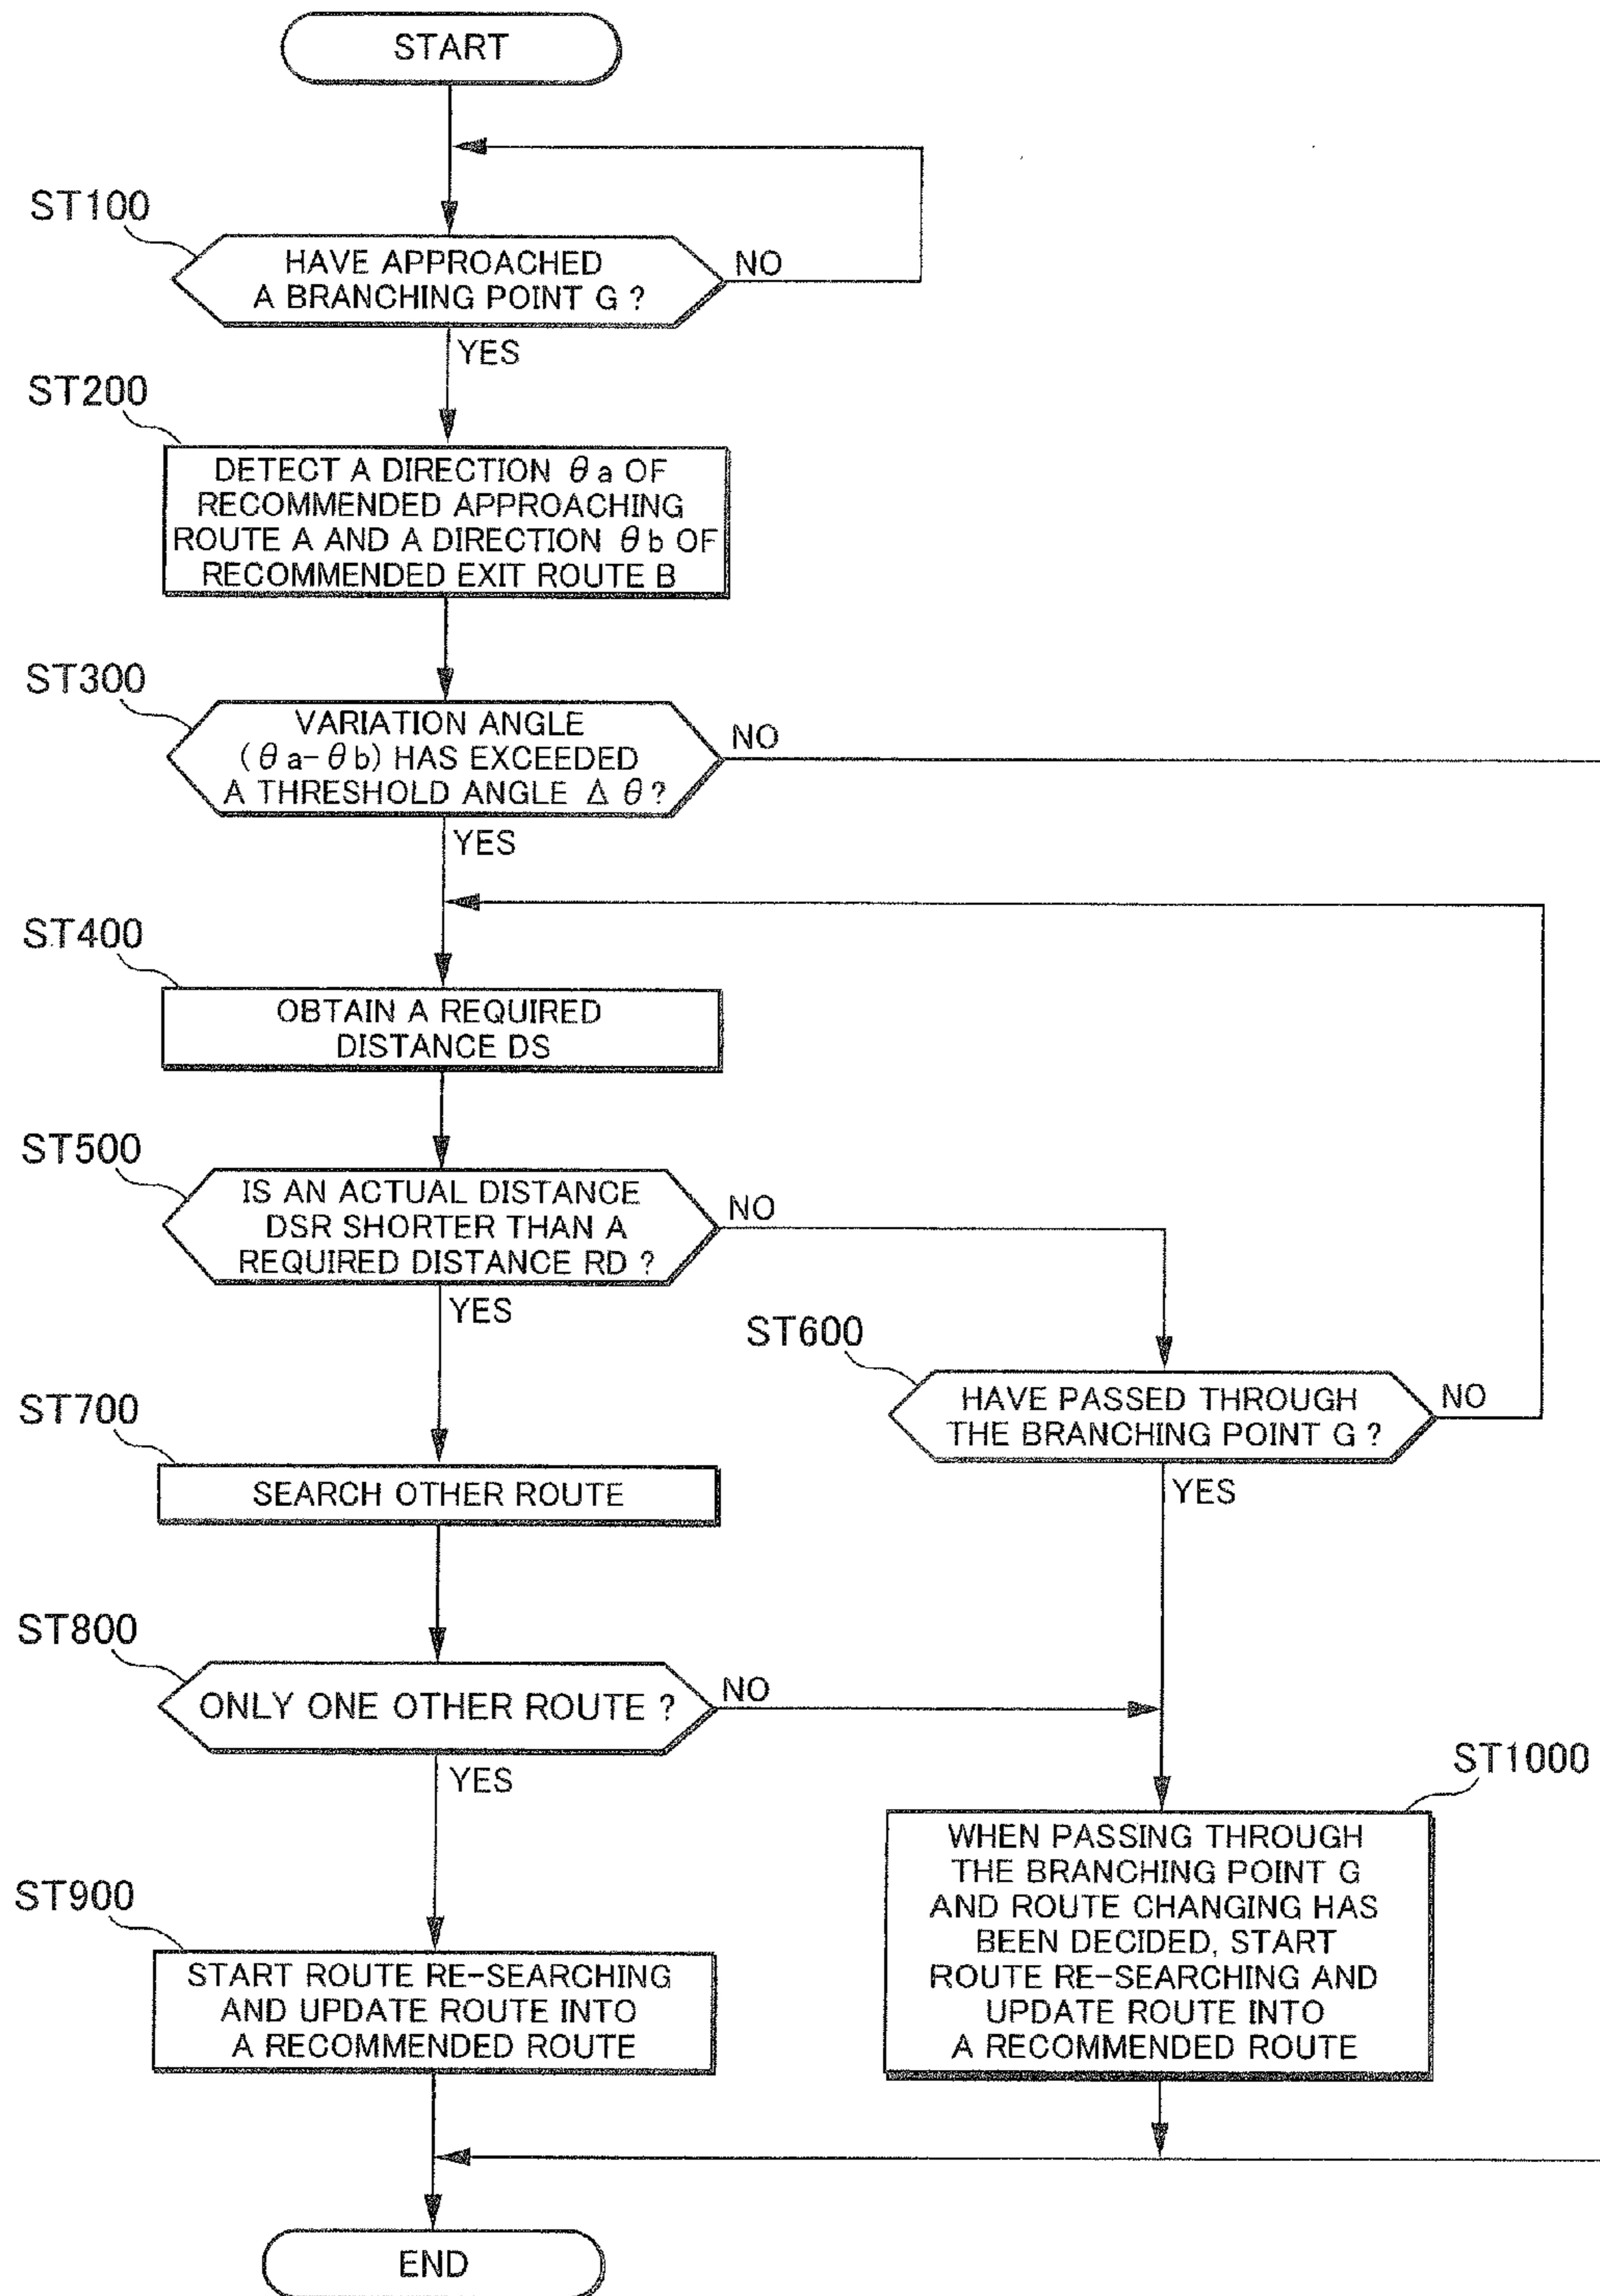 START
ST100
HAVE APPROACHED
A BRANCHING POINT G ?
NO
YES
ST200
DETECT A DIRECTION θa OF
RECOMMENDED APPROACHING
ROUTE A AND A DIRECTION θb OF
RECOMMENDED EXIT ROUTE B
ST300
VARIATION ANGLE
(θa-θb) HAS EXCEEDED
A THRESHOLD ANGLE Δθ?
NO
YES
ST400
OBTAIN A REQUIRED
DISTANCE DS
ST500
IS AN ACTUAL DISTANCE
DSR SHORTER THAN A
REQUIRED DISTANCE RD ?
NO
YES
ST600
HAVE PASSED THROUGH
THE BRANCHING POINT G ?
NO
YES
ST700
SEARCH OTHER ROUTE
ST800
ONLY ONE OTHER ROUTE ?
NO
YES
ST900
START ROUTE RE-SEARCHING
AND UPDATE ROUTE INTO
A RECOMMENDED ROUTE
ST1000
WHEN PASSING THROUGH
THE BRANCHING POINT G
AND ROUTE CHANGING HAS
BEEN DECIDED, START
ROUTE RE-SEARCHING AND
UPDATE ROUTE INTO
A RECOMMENDED ROUTE
END